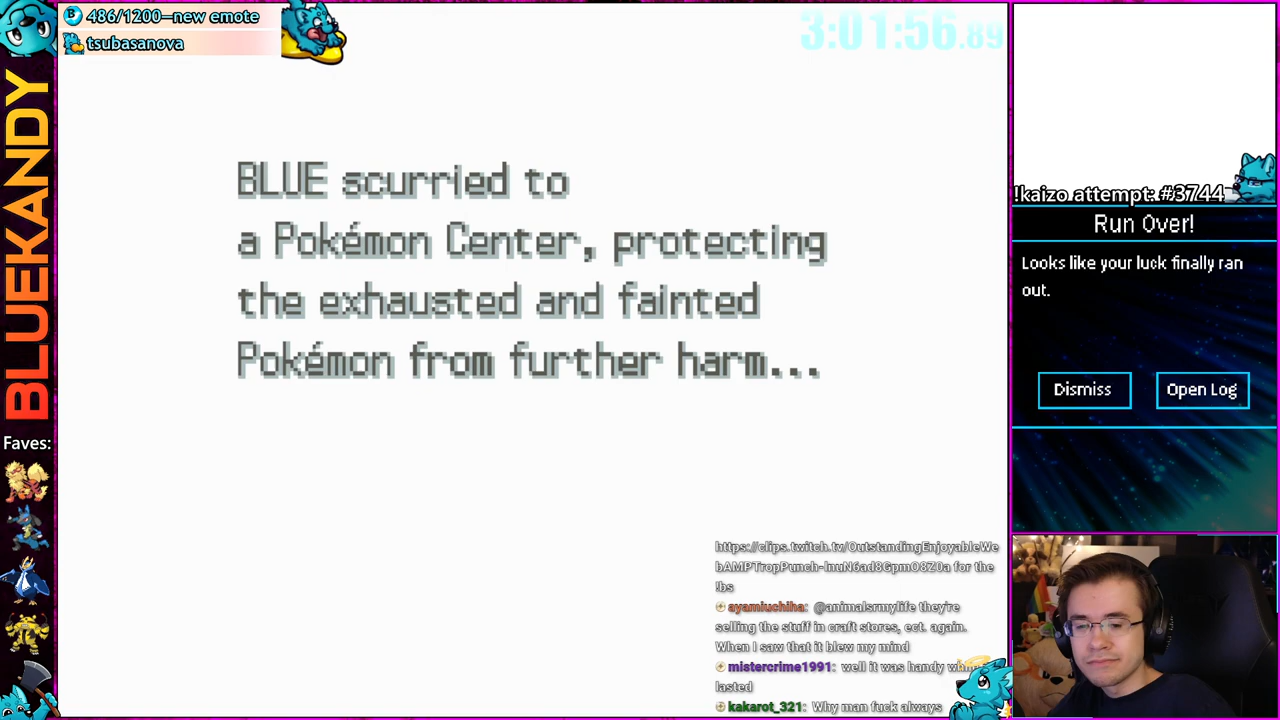 486/1200—new emote
tsubasanova
3:01:56.89
BLUEKANDY
Faves:
BLUE scurried to
a Pokémon Center, protecting
the exhausted and fainted
Pokémon from further harm...
!kaizo attempt: #3744
Run Over!
Looks like your luck finally ran
out.
Dismiss
Open Log
https://clips.twitch.tv/OutstandingEnjoyableWe
bAMPTropPunch-lnuN6ad8GpmO8Z0a for the
!bs
ayamiuchiha: @animalsrmylife they're
selling the stuff in craft stores, ect. again.
When I saw that it blew my mind
mistercrime1991: well it was handy
lasted
kakarot_321: Why man fuck always